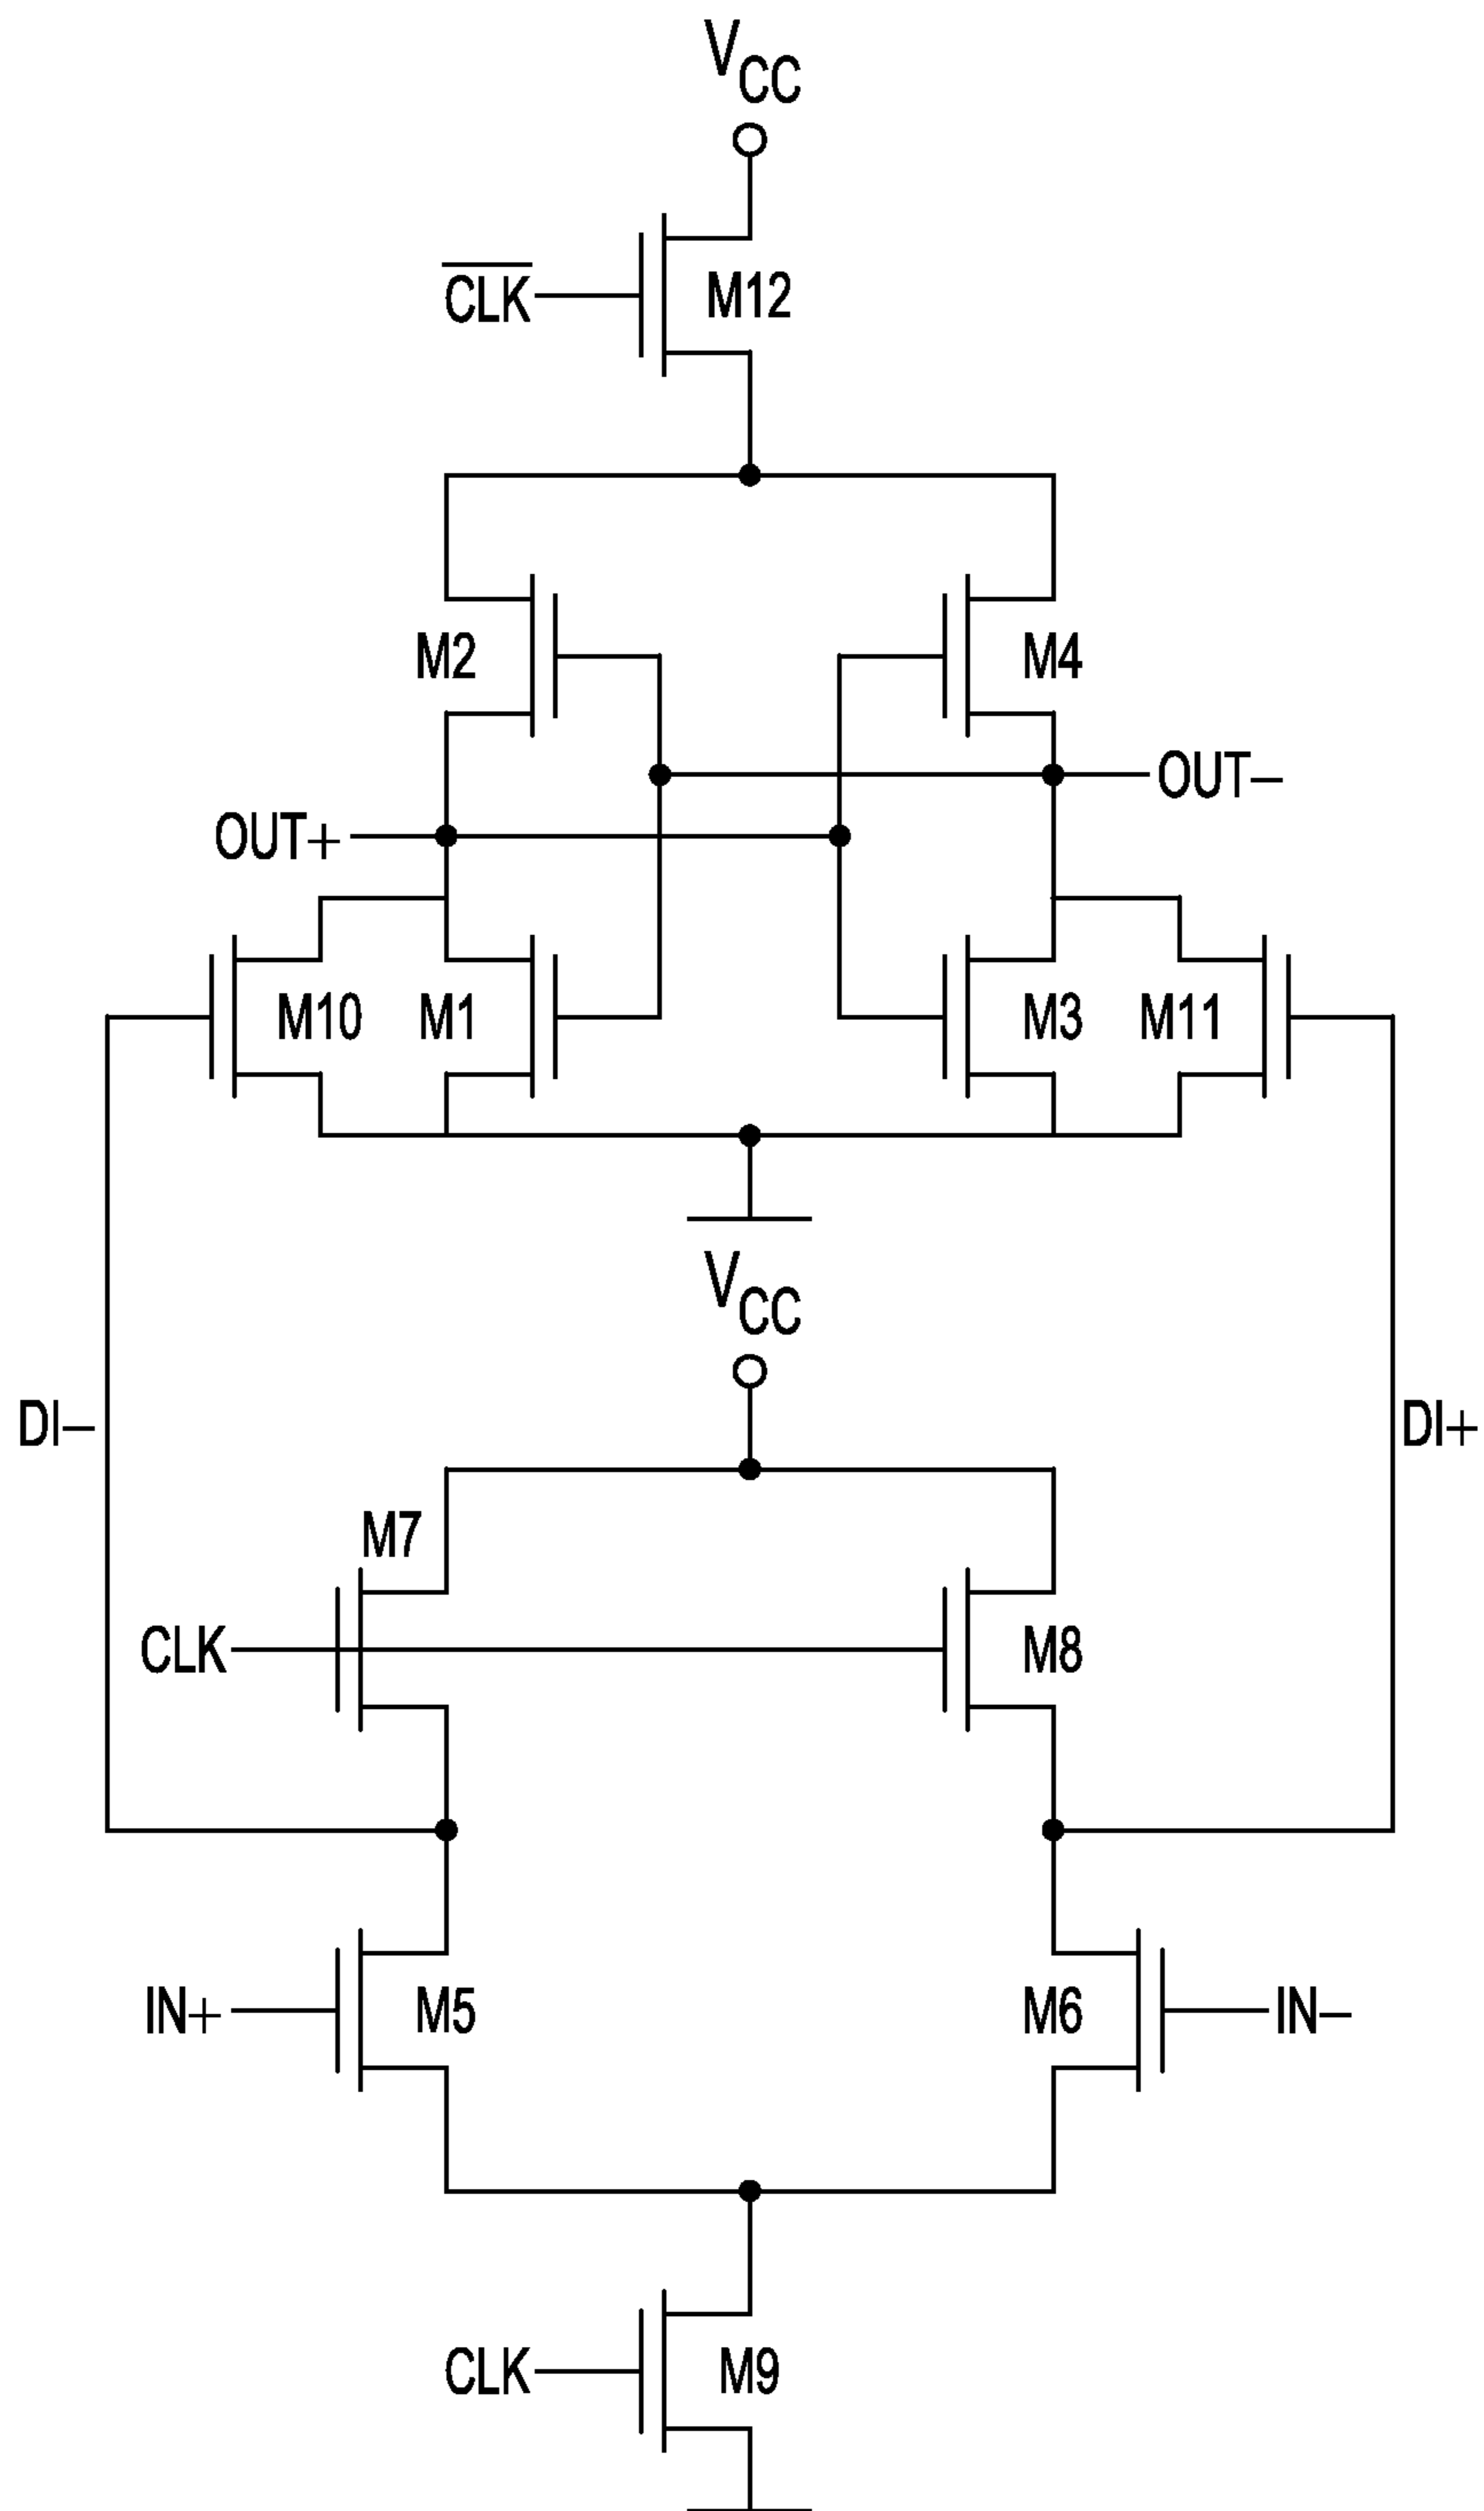 VCC
C̅L̅K̅
M12
M2
M4
OUT−
OUT+
M10
M1
M3
M11
VCC
DI−
DI+
M7
CLK
M8
IN+
M5
M6
IN−
CLK
M9